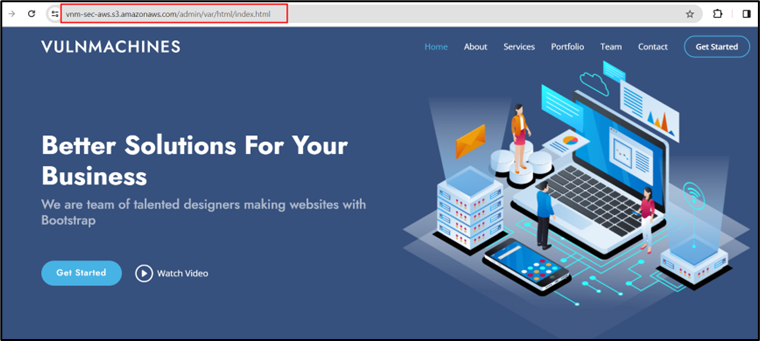 vnm-sec-aws.s3.amazonaws.com/admin/var/html/index.html
VULNMACHINES
Home About Services Portfolio Team Contact Get Started
Better Solutions For Your
Business
We are team of talented designers making websites with
Bootstrap
Get Started Watch Video